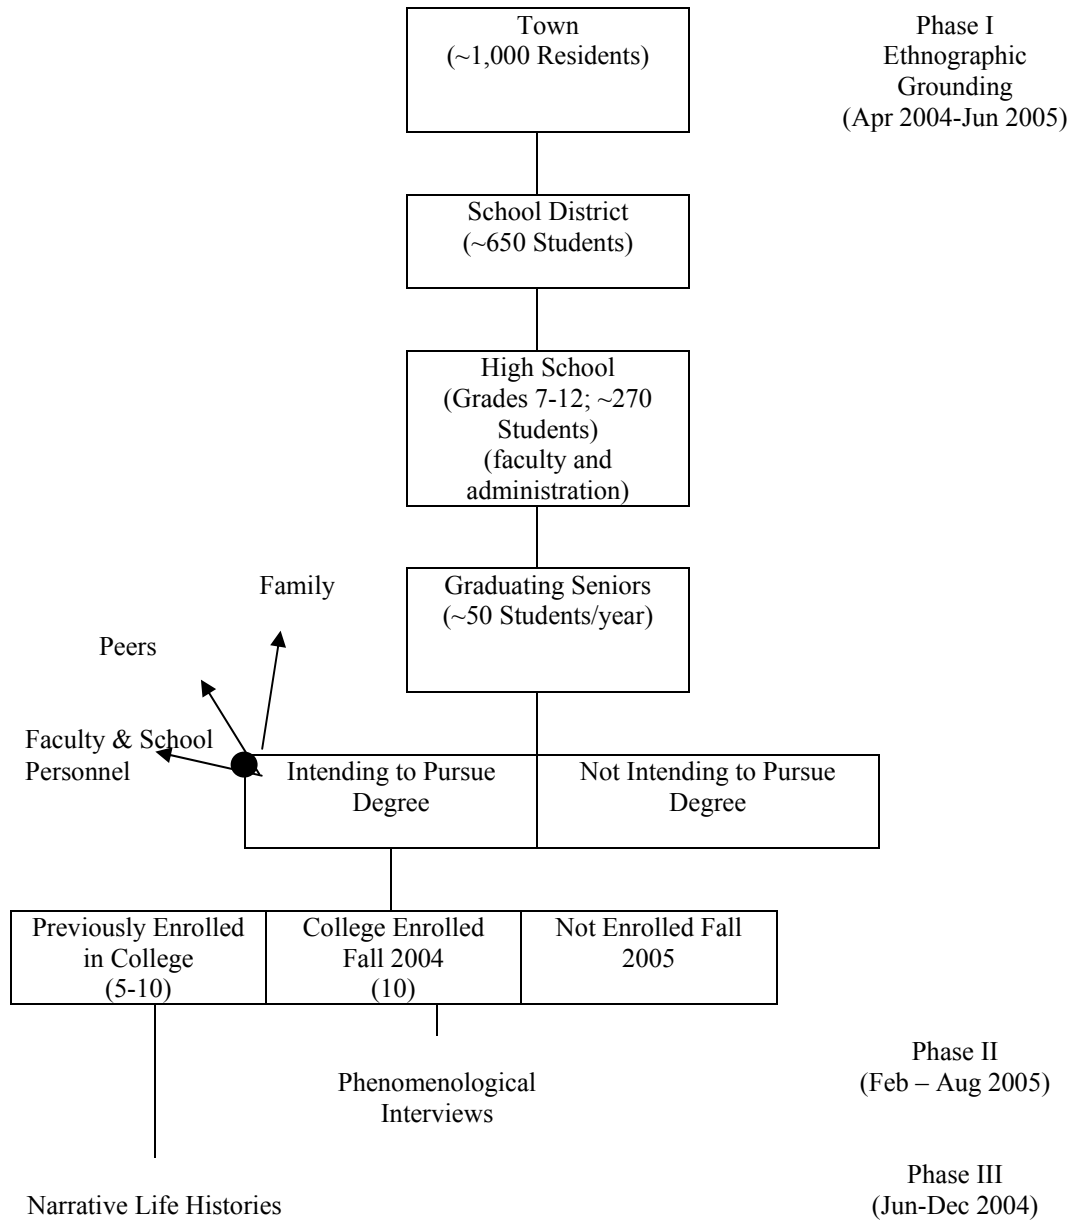 Town
(~1,000 Residents)
Phase I
Ethnographic
Grounding
(Apr 2004-Jun 2005)
School District
(~650 Students)
High School
(Grades 7-12; ~270
Students)
(faculty and
administration)
Graduating Seniors
(~50 Students/year)
Family
Peers
Faculty & School
Personnel
Intending to Pursue
Degree
Not Intending to Pursue
Degree
Previously Enrolled
in College
(5-10)
College Enrolled
Fall 2004
(10)
Not Enrolled Fall
2005
Phenomenological
Interviews
Phase II
(Feb – Aug 2005)
Narrative Life Histories
Phase III
(Jun-Dec 2004)